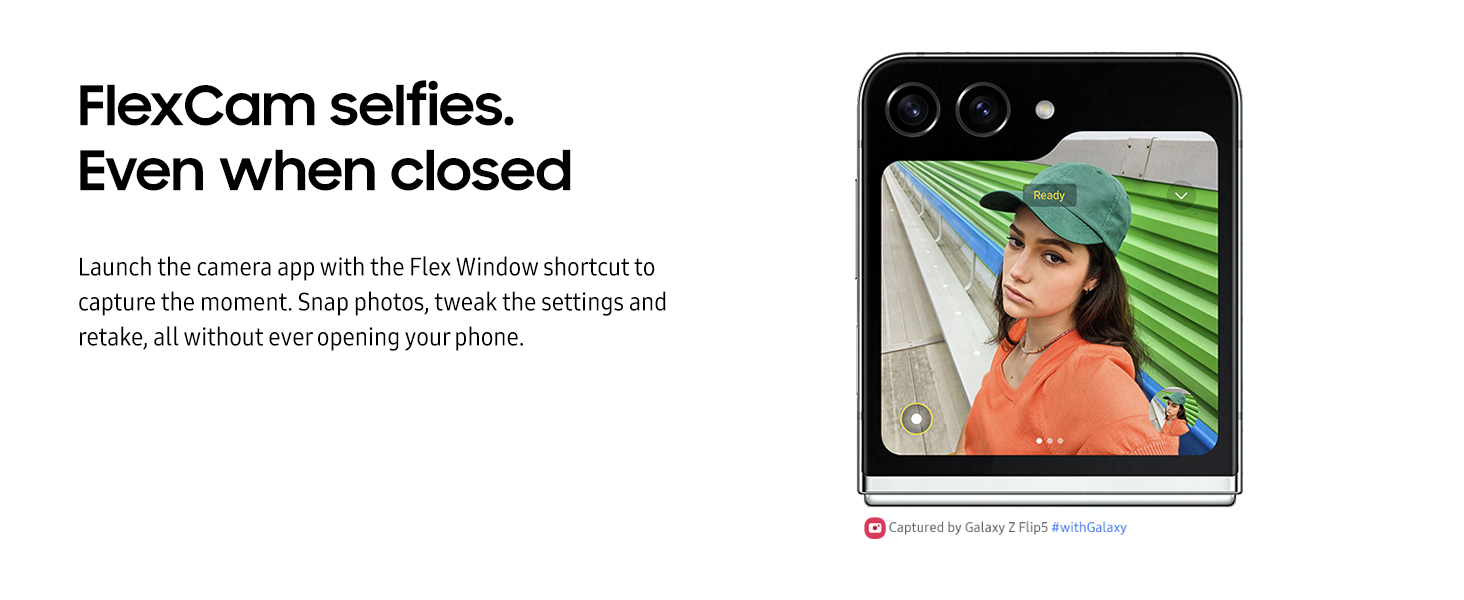 FlexCam selfies.
Even when closed
Launch the camera app with the Flex Window shortcut to
capture the moment. Snap photos, tweak the settings and
retake, all without ever opening your phone.
Ready
Captured by Galaxy Z Flip5 #withGalaxy